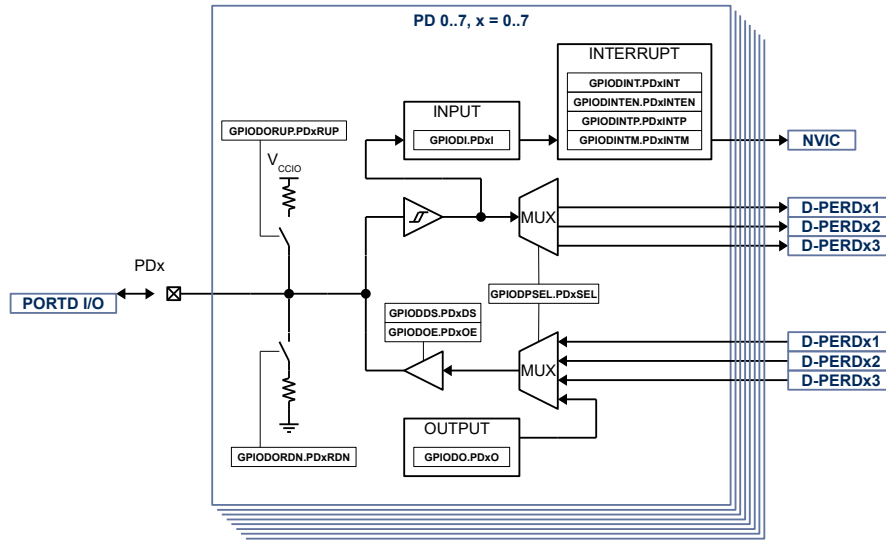 PD 0..7, x = 0..7
INTERRUPT
GPIODINT.PDxINT
GPIODINTEN.PDxINTEN
GPIODINTP.PDxINTP
GPIODINTM.PDxINTM
INPUT
GPIODI.PDxI
GPIODORUP.PDxRUP
NVIC
VCCIO
MUX
D-PERDx1
D-PERDx2
D-PERDx3
PDx
PORTD I/O
GPIODPSEL.PDxSEL
GPIODDS.PDxDS
GPIODOE.PDxOE
MUX
D-PERDx1
D-PERDx2
D-PERDx3
OUTPUT
GPIODO.PDxO
GPIODORDN.PDxRDN